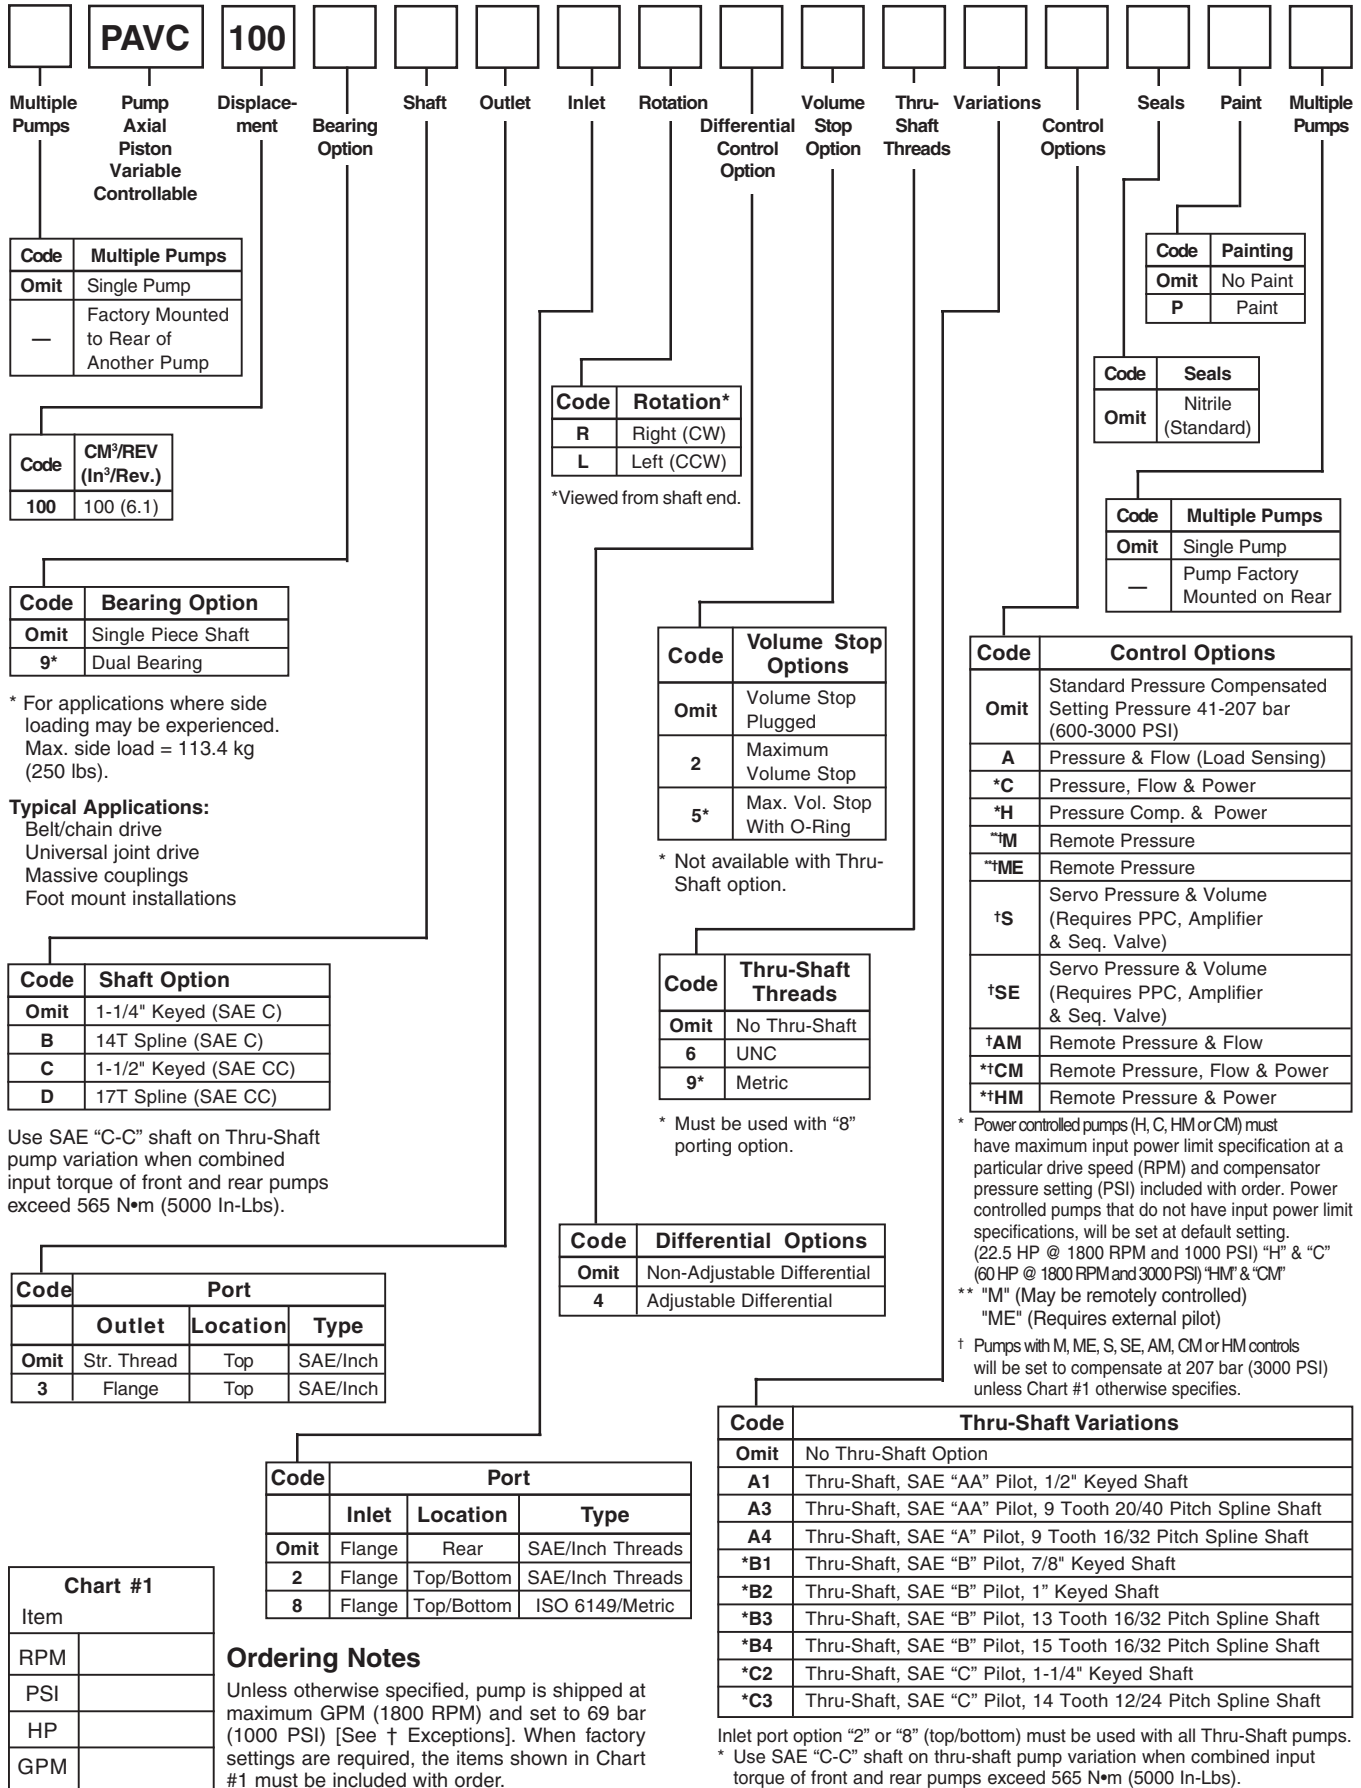 PAVC 100
Multiple Pumps
Pump Axial Piston Variable Controllable
Displace-ment
Bearing Option
Shaft
Outlet
Inlet
Rotation
Differential Control Option
Volume Stop Option
Thru-Shaft Threads
Variations
Control Options
Seals
Paint
Multiple Pumps
Code Multiple Pumps
Omit Single Pump
— Factory Mounted
to Rear of
Another Pump
Code CM³/REV
(In³/Rev.)
100 100 (6.1)
Code Bearing Option
Omit Single Piece Shaft
9* Dual Bearing
* For applications where side
loading may be experienced.
Max. side load = 113.4 kg
(250 lbs).
Typical Applications:
Belt/chain drive
Universal joint drive
Massive couplings
Foot mount installations
Code Shaft Option
Omit 1-1/4" Keyed (SAE C)
B 14T Spline (SAE C)
C 1-1/2" Keyed (SAE CC)
D 17T Spline (SAE CC)
Use SAE “C-C” shaft on Thru-Shaft
pump variation when combined
input torque of front and rear pumps
exceed 565 N•m (5000 In-Lbs).
Code Port
Outlet Location Type
Omit Str. Thread Top SAE/Inch
3 Flange Top SAE/Inch
Code Port
Inlet Location Type
Omit Flange Rear SAE/Inch Threads
2 Flange Top/Bottom SAE/Inch Threads
8 Flange Top/Bottom ISO 6149/Metric
Code Rotation*
R Right (CW)
L Left (CCW)
*Viewed from shaft end.
Code Differential Options
Omit Non-Adjustable Differential
4 Adjustable Differential
Code Volume Stop
Options
Omit Volume Stop
Plugged
2 Maximum
Volume Stop
5* Max. Vol. Stop
With O-Ring
* Not available with Thru-
Shaft option.
Code Thru-Shaft
Threads
Omit No Thru-Shaft
6 UNC
9* Metric
* Must be used with “8”
porting option.
Code Painting
Omit No Paint
P Paint
Code Seals
Omit Nitrile
(Standard)
Code Multiple Pumps
Omit Single Pump
— Pump Factory
Mounted on Rear
Code Control Options
Omit Standard Pressure Compensated
Setting Pressure 41-207 bar
(600-3000 PSI)
A Pressure & Flow (Load Sensing)
*C Pressure, Flow & Power
*H Pressure Comp. & Power
**†M Remote Pressure
**†ME Remote Pressure
†S Servo Pressure & Volume
(Requires PPC, Amplifier
& Seq. Valve)
†SE Servo Pressure & Volume
(Requires PPC, Amplifier
& Seq. Valve)
†AM Remote Pressure & Flow
*†CM Remote Pressure, Flow & Power
*†HM Remote Pressure & Power
* Power controlled pumps (H, C, HM or CM) must
have maximum input power limit specification at a
particular drive speed (RPM) and compensator
pressure setting (PSI) included with order. Power
controlled pumps that do not have input power limit
specifications, will be set at default setting.
(22.5 HP @ 1800 RPM and 1000 PSI) “H” & “C”
(60 HP @ 1800 RPM and 3000 PSI) “HM” & “CM”
** "M" (May be remotely controlled)
"ME" (Requires external pilot)
† Pumps with M, ME, S, SE, AM, CM or HM controls
will be set to compensate at 207 bar (3000 PSI)
unless Chart #1 otherwise specifies.
Code Thru-Shaft Variations
Omit No Thru-Shaft Option
A1 Thru-Shaft, SAE “AA” Pilot, 1/2" Keyed Shaft
A3 Thru-Shaft, SAE “AA” Pilot, 9 Tooth 20/40 Pitch Spline Shaft
A4 Thru-Shaft, SAE “A” Pilot, 9 Tooth 16/32 Pitch Spline Shaft
*B1 Thru-Shaft, SAE “B” Pilot, 7/8" Keyed Shaft
*B2 Thru-Shaft, SAE “B” Pilot, 1” Keyed Shaft
*B3 Thru-Shaft, SAE “B” Pilot, 13 Tooth 16/32 Pitch Spline Shaft
*B4 Thru-Shaft, SAE “B” Pilot, 15 Tooth 16/32 Pitch Spline Shaft
*C2 Thru-Shaft, SAE “C” Pilot, 1-1/4" Keyed Shaft
*C3 Thru-Shaft, SAE “C” Pilot, 14 Tooth 12/24 Pitch Spline Shaft
Inlet port option “2” or “8” (top/bottom) must be used with all Thru-Shaft pumps.
* Use SAE “C-C” shaft on thru-shaft pump variation when combined input
torque of front and rear pumps exceed 565 N•m (5000 In-Lbs).
Chart #1
Item
RPM
PSI
HP
GPM
Ordering Notes
Unless otherwise specified, pump is shipped at
maximum GPM (1800 RPM) and set to 69 bar
(1000 PSI) [See † Exceptions]. When factory
settings are required, the items shown in Chart
#1 must be included with order.